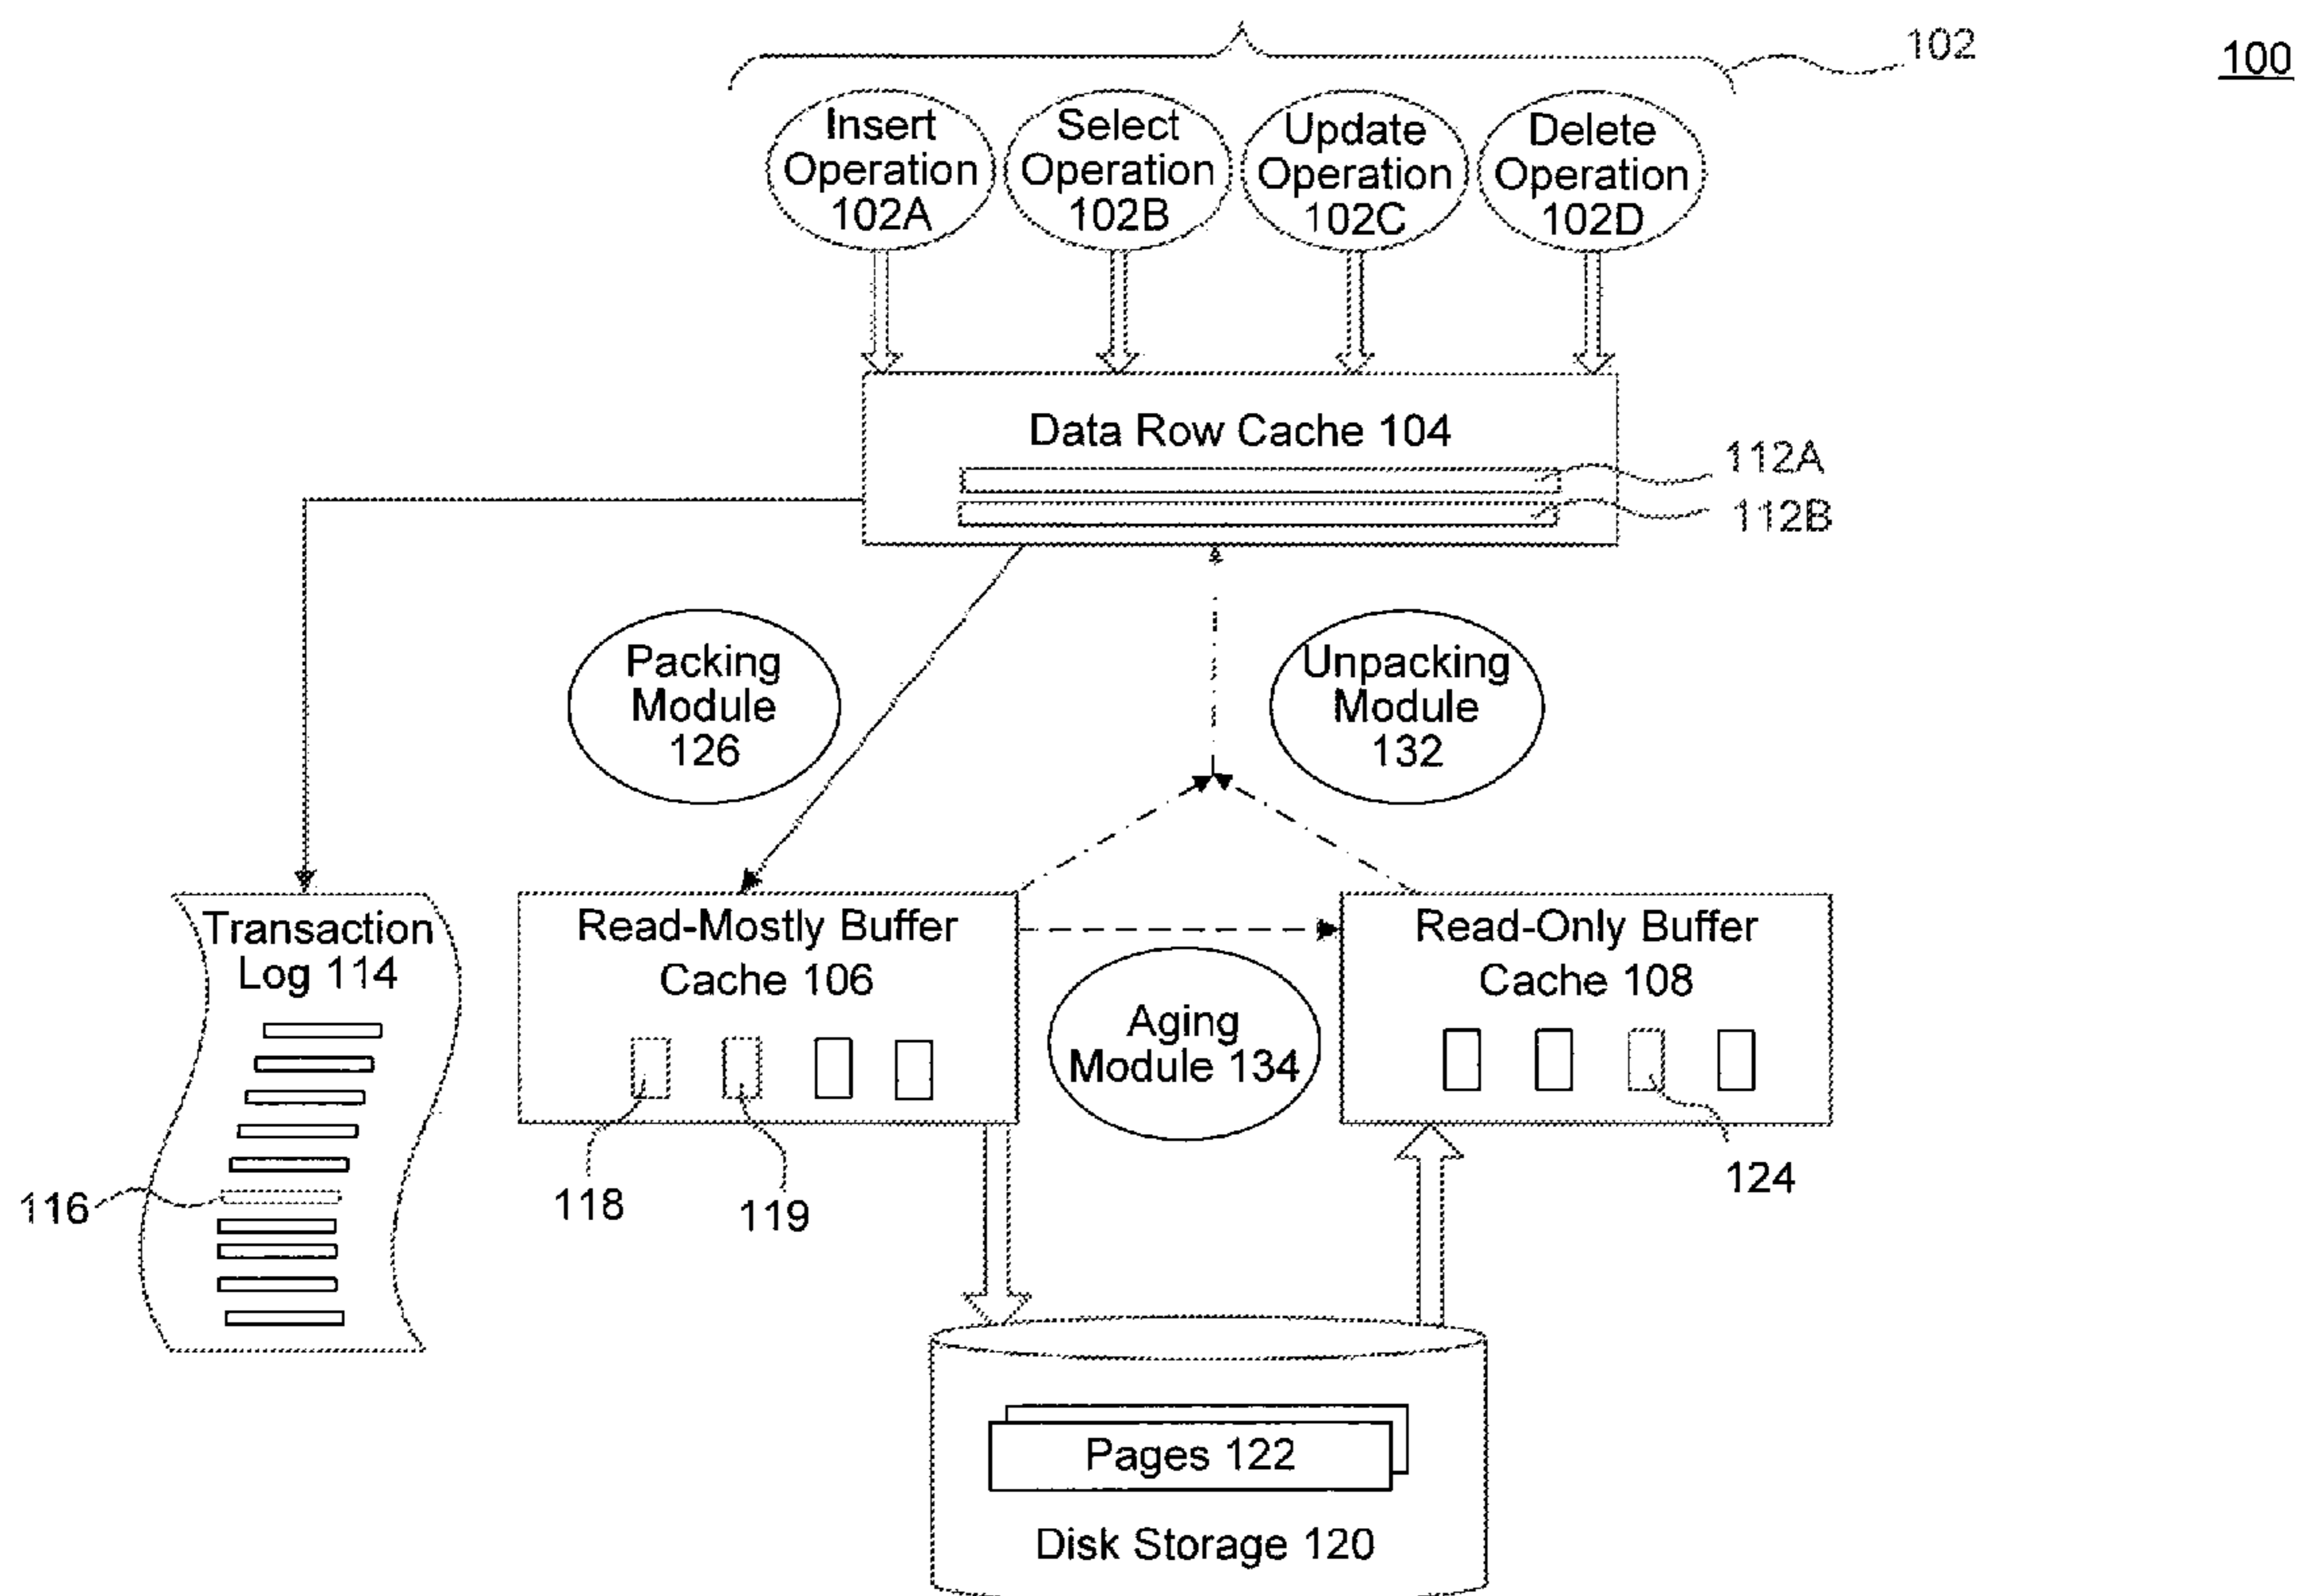 102
100
Insert
Operation
102A
Select
Operation
102B
Update
Operation
102C
Delete
Operation
102D
Data Row Cache 104
112A
112B
Packing
Module
126
Unpacking
Module
132
Transaction
Log 114
Read-Mostly Buffer
Cache 106
Aging
Module 134
Read-Only Buffer
Cache 108
116
118
119
124
Pages 122
Disk Storage 120